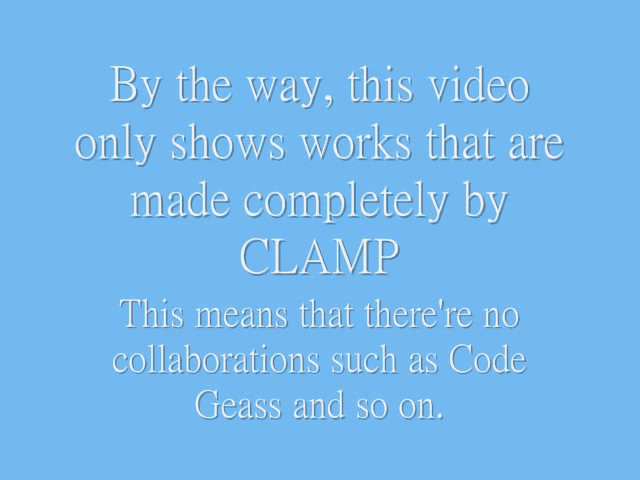 By the way, this video
only shows works that are
made completely by
CLAMP
This means that there're no
collaborations such as Code
Geass and so on.